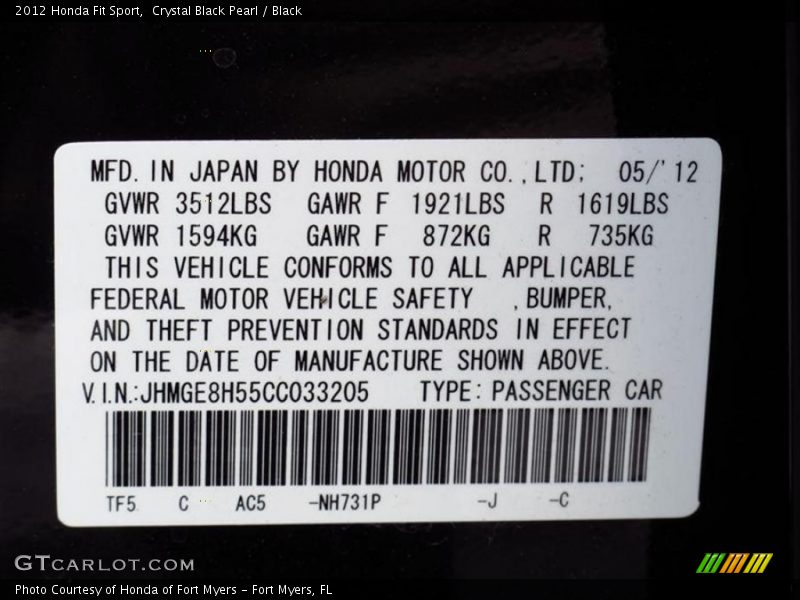 2012 Honda Fit Sport, Crystal Black Pearl / Black
MFD. IN JAPAN BY HONDA MOTOR CO.,LTD; 05/'12
GVWR 3512LBS GAWR F 1921LBS R 1619LBS
GVWR 1594KG GAWR F 872KG R 735KG
THIS VEHICLE CONFORMS TO ALL APPLICABLE
FEDERAL MOTOR VEHICLE SAFETY ,BUMPER,
AND THEFT PREVENTION STANDARDS IN EFFECT
ON THE DATE OF MANUFACTURE SHOWN ABOVE.
V.I.N.:JHMGE8H55CC033205 TYPE: PASSENGER CAR
TF5 C AC5 -NH731P -J -C
GTCARLOT.COM
Photo Courtesy of Honda of Fort Myers - Fort Myers, FL